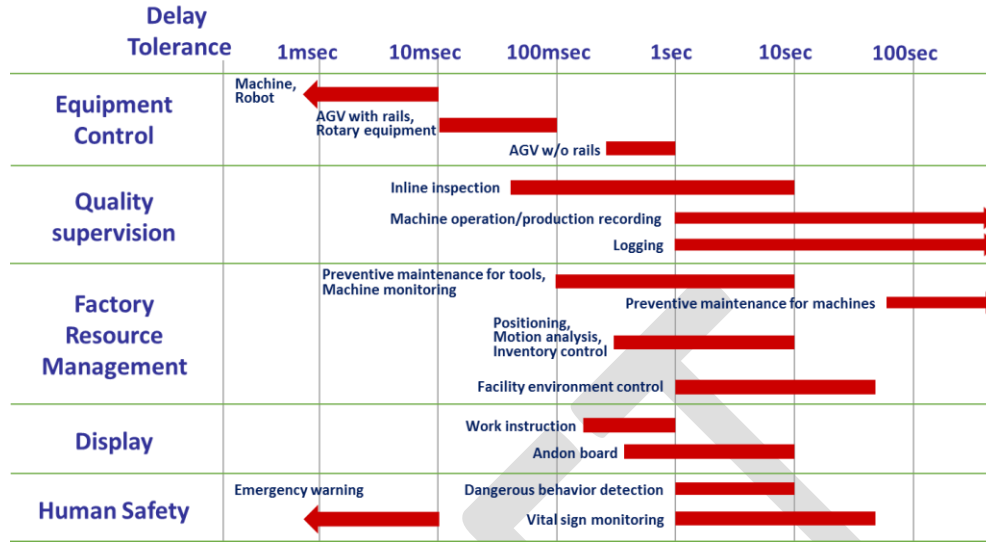 Delay
Tolerance
1msec
10msec
100msec
1sec
10sec
100sec
Equipment
Control
Machine,
Robot
AGV with rails,
Rotary equipment
AGV w/o rails
Quality
supervision
Inline inspection
Machine operation/production recording
Logging
Factory
Resource
Management
Preventive maintenance for tools,
Machine monitoring
Preventive maintenance for machines
Positioning,
Motion analysis,
Inventory control
Facility environment control
Display
Work instruction
Andon board
Human Safety
Emergency warning
Dangerous behavior detection
Vital sign monitoring